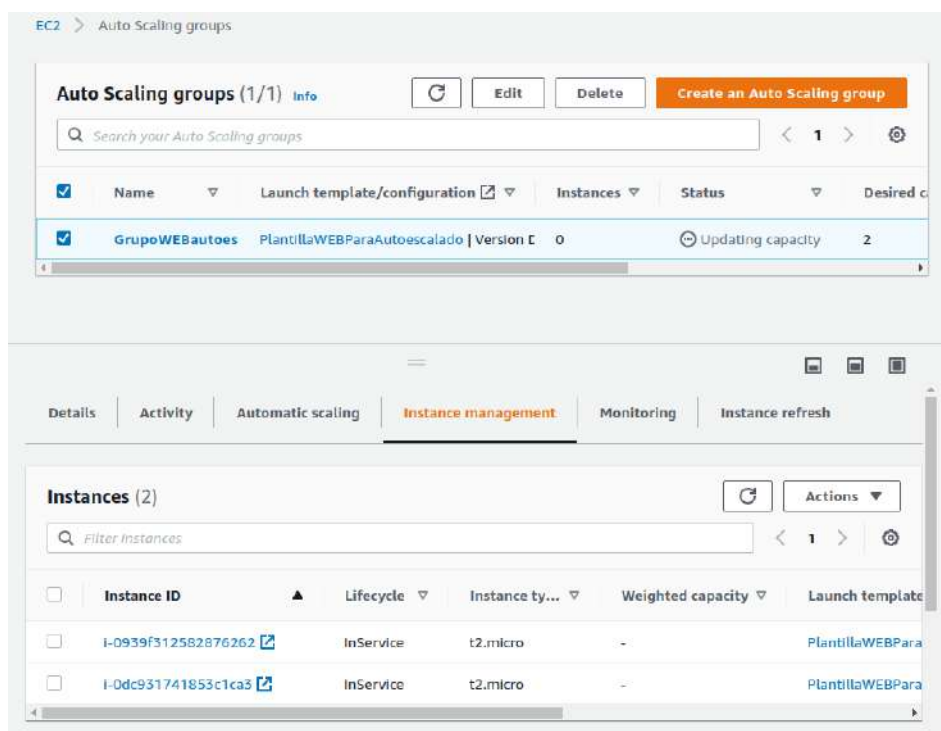 EC2 > Auto Scaling groups
Auto Scaling groups (1/1) Info
Edit
Delete
Create an Auto Scaling group
Search your Auto Scaling groups
1
Name
Launch template/configuration
Instances
Status
Desired c
GrupoWEBautoes
PlantillaWEBParaAutoescalado | Version D
0
Updating capacity
2
Details
Activity
Automatic scaling
Instance management
Monitoring
Instance refresh
Instances (2)
Actions
Filter instances
1
Instance ID
Lifecycle
Instance ty...
Weighted capacity
Launch template
i-0939f312582876262
InService
t2.micro
-
PlantillaWEBPara
i-0dc931741853c1ca3
InService
t2.micro
-
PlantillaWEBPara